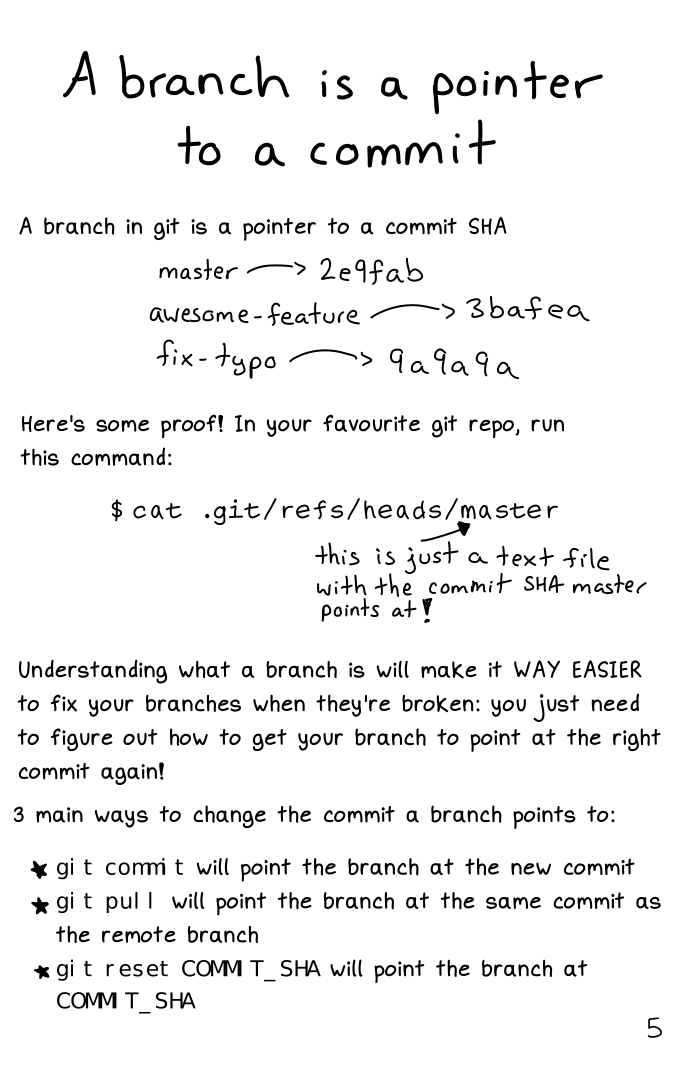 A branch is a pointer
to a commit
A branch in git is a pointer to a commit SHA
master → 2e9fab
awesome-feature → 3bafea
fix-typo → 9a9a9a
Here's some proof! In your favourite git repo, run
this command:
$ cat .git/refs/heads/master
this is just a text file
with the commit SHA master
points at!
Understanding what a branch is will make it WAY EASIER
to fix your branches when they're broken: you just need
to figure out how to get your branch to point at the right
commit again!
3 main ways to change the commit a branch points to:
★ git commit will point the branch at the new commit
★ git pull will point the branch at the same commit as
the remote branch
★ git reset COMMIT_SHA will point the branch at
COMMIT_SHA
5